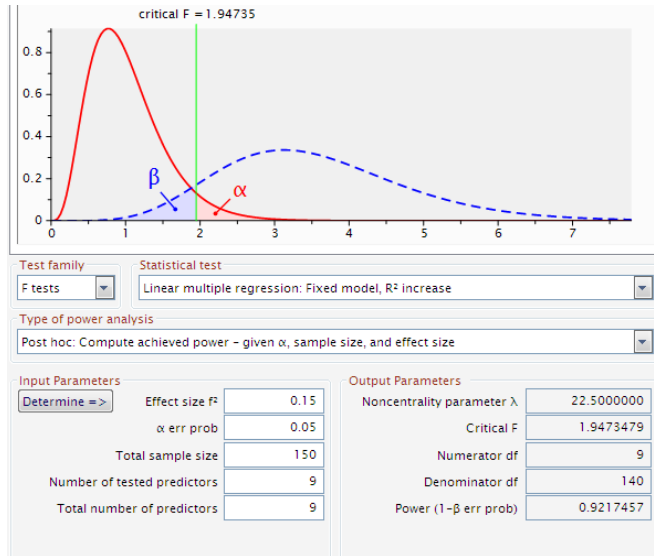 critical F = 1.94735
0.8
0.6
0.4
0.2
0
β
α
0 1 2 3 4 5 6 7
Test family Statistical test
F tests Linear multiple regression: Fixed model, R² increase
Type of power analysis
Post hoc: Compute achieved power – given α, sample size, and effect size
Input Parameters Output Parameters
Determine => Effect size f² 0.15 Noncentrality parameter λ 22.5000000
α err prob 0.05 Critical F 1.9473479
Total sample size 150 Numerator df 9
Number of tested predictors 9 Denominator df 140
Total number of predictors 9 Power (1-β err prob) 0.9217457